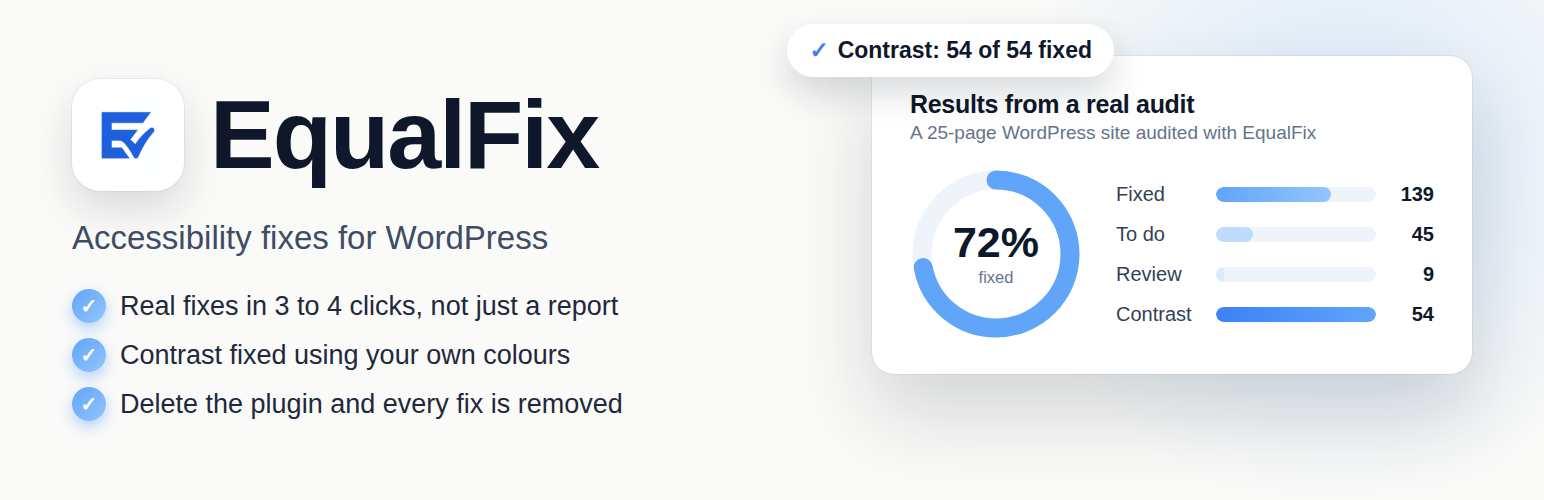 EqualFix
Accessibility fixes for WordPress
✓ Real fixes in 3 to 4 clicks, not just a report
✓ Contrast fixed using your own colours
✓ Delete the plugin and every fix is removed
✓ Contrast: 54 of 54 fixed
Results from a real audit
A 25-page WordPress site audited with EqualFix
72%
fixed
Fixed 139
To do 45
Review 9
Contrast 54